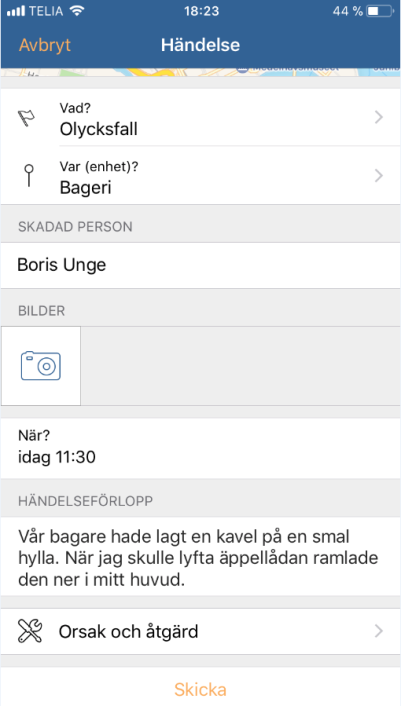 TELIA 18:23 44 %
Avbryt Händelse
Vad?
Olycksfall
Var (enhet)?
Bageri
SKADAD PERSON
Boris Unge
BILDER
När?
idag 11:30
HÄNDELSEFÖRLOPP
Vår bagare hade lagt en kavel på en smal
hylla. När jag skulle lyfta äppellådan ramlade
den ner i mitt huvud.
Orsak och åtgärd
Skicka